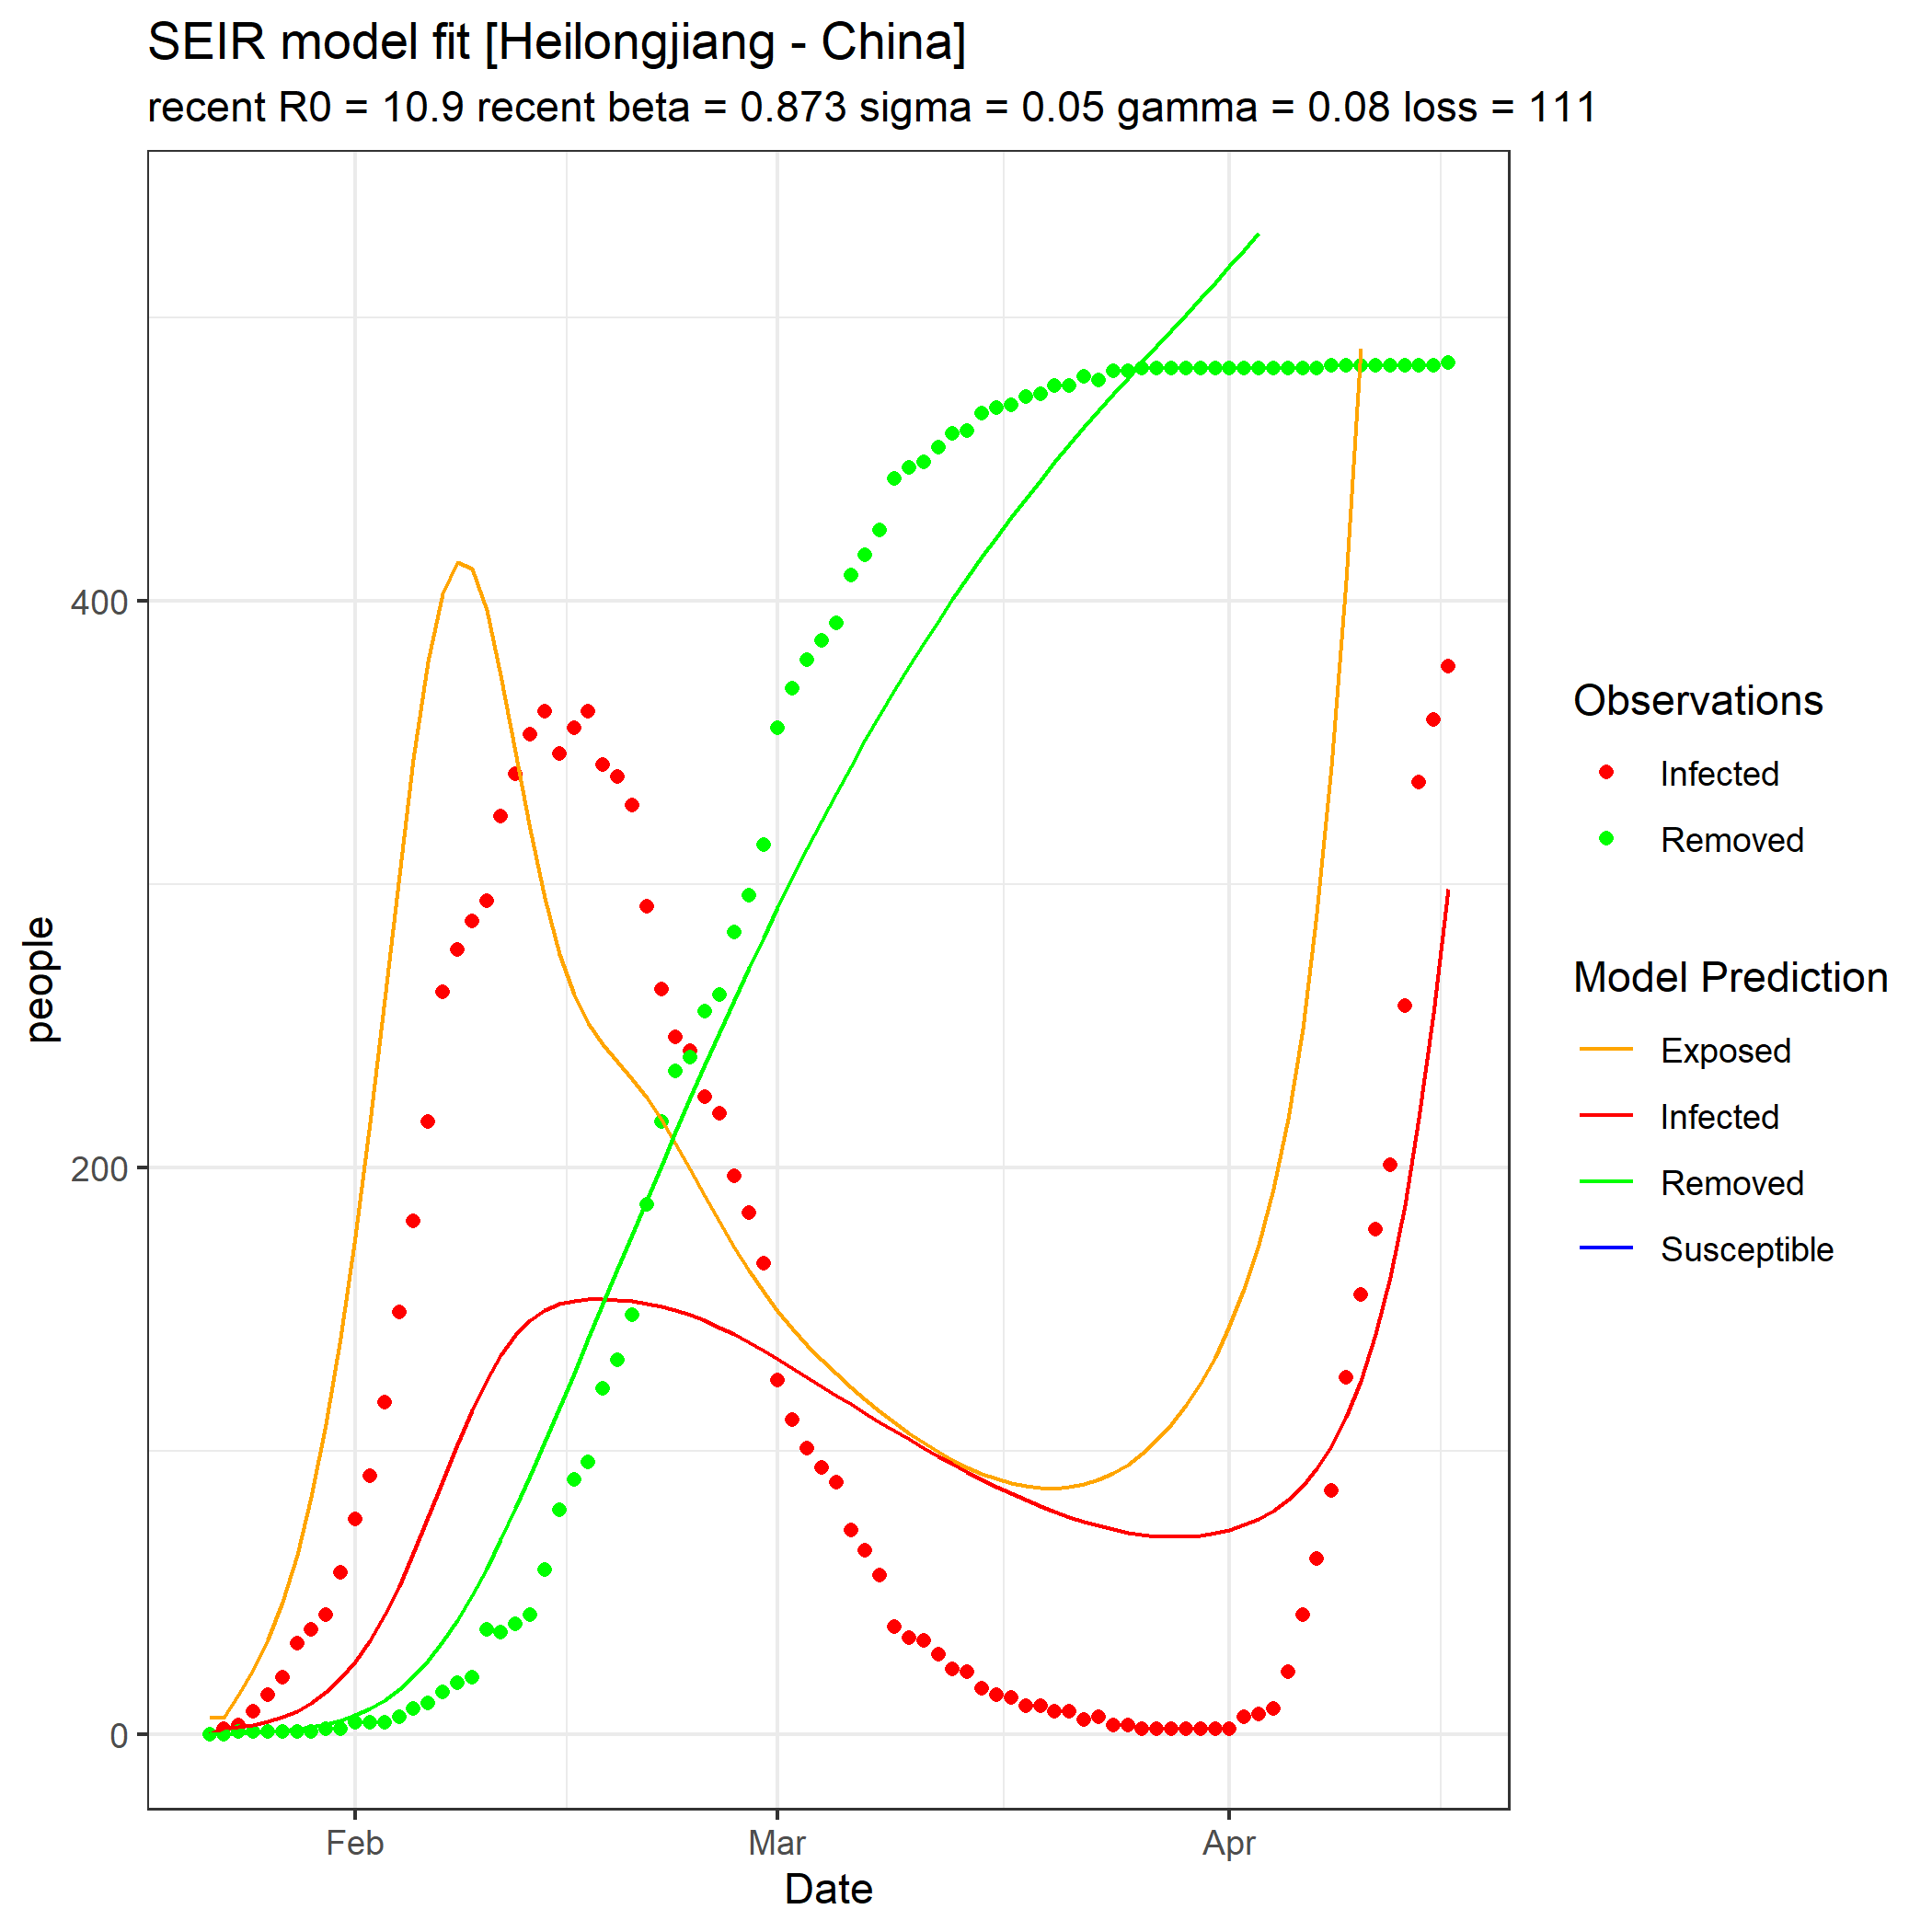 SEIR model fit [Heilongjiang - China]
recent R0 = 10.9 recent beta = 0.873 sigma = 0.05 gamma = 0.08 loss = 111
people
400
200
0
Feb
Mar
Apr
Date
Observations
Infected
Removed
Model Prediction
Exposed
Infected
Removed
Susceptible